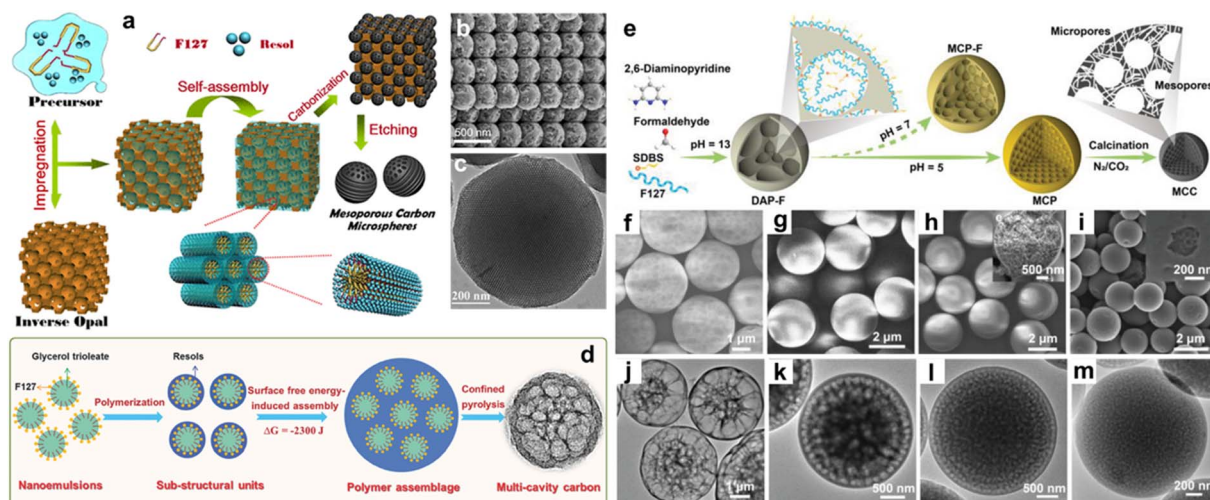 a
F127
Resol
Precursor
Self-assembly
Carbonization
Impregnation
Etching
Mesoporous Carbon
Microspheres
Inverse Opal
b
500 nm
c
200 nm
d
Glycerol trioleate
F127
Resols
Polymerization
Surface free energy-
induced assembly
ΔG = -2300 J
Confined
pyrolysis
Nanoemulsions
Sub-structural units
Polymer assemblage
Multi-cavity carbon
e
2,6-Diaminopyridine
Formaldehyde
SDBS
F127
pH = 13
DAP-F
MCP-F
pH = 7
pH = 5
MCP
Calcination
N₂/CO₂
Micropores
Mesopores
MCC
f
1 μm
g
2 μm
h
500 nm
2 μm
i
200 nm
2 μm
j
1 μm
k
500 nm
l
500 nm
m
200 nm